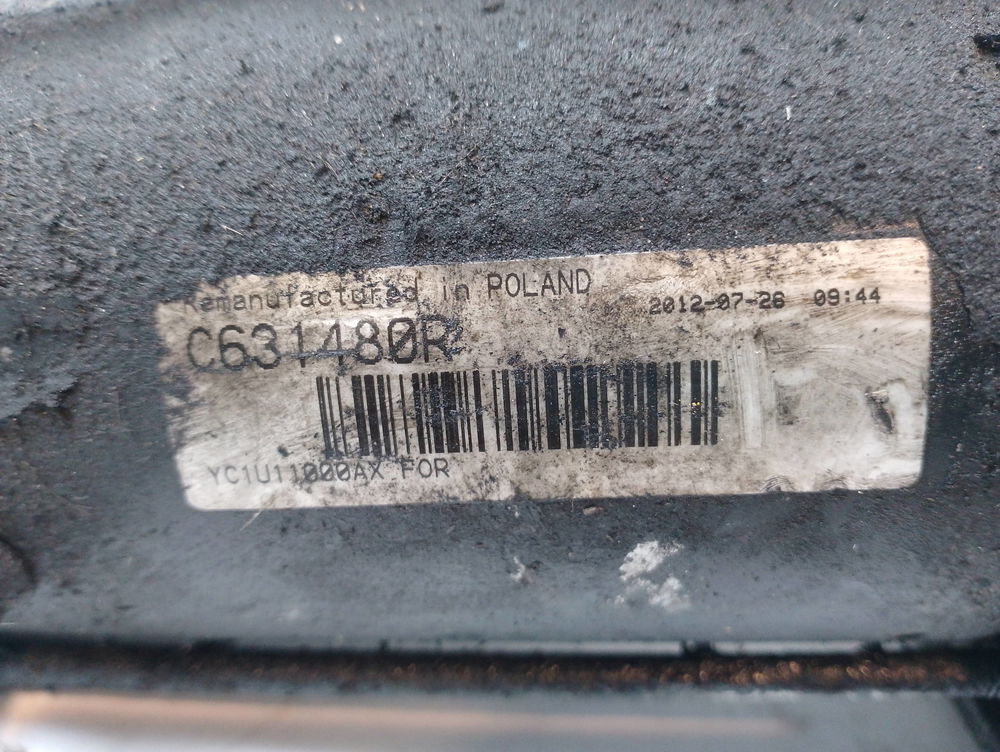 Remanufactured in POLAND
2012-07-26 09:44
C631480R
YC1U11000AX FOR